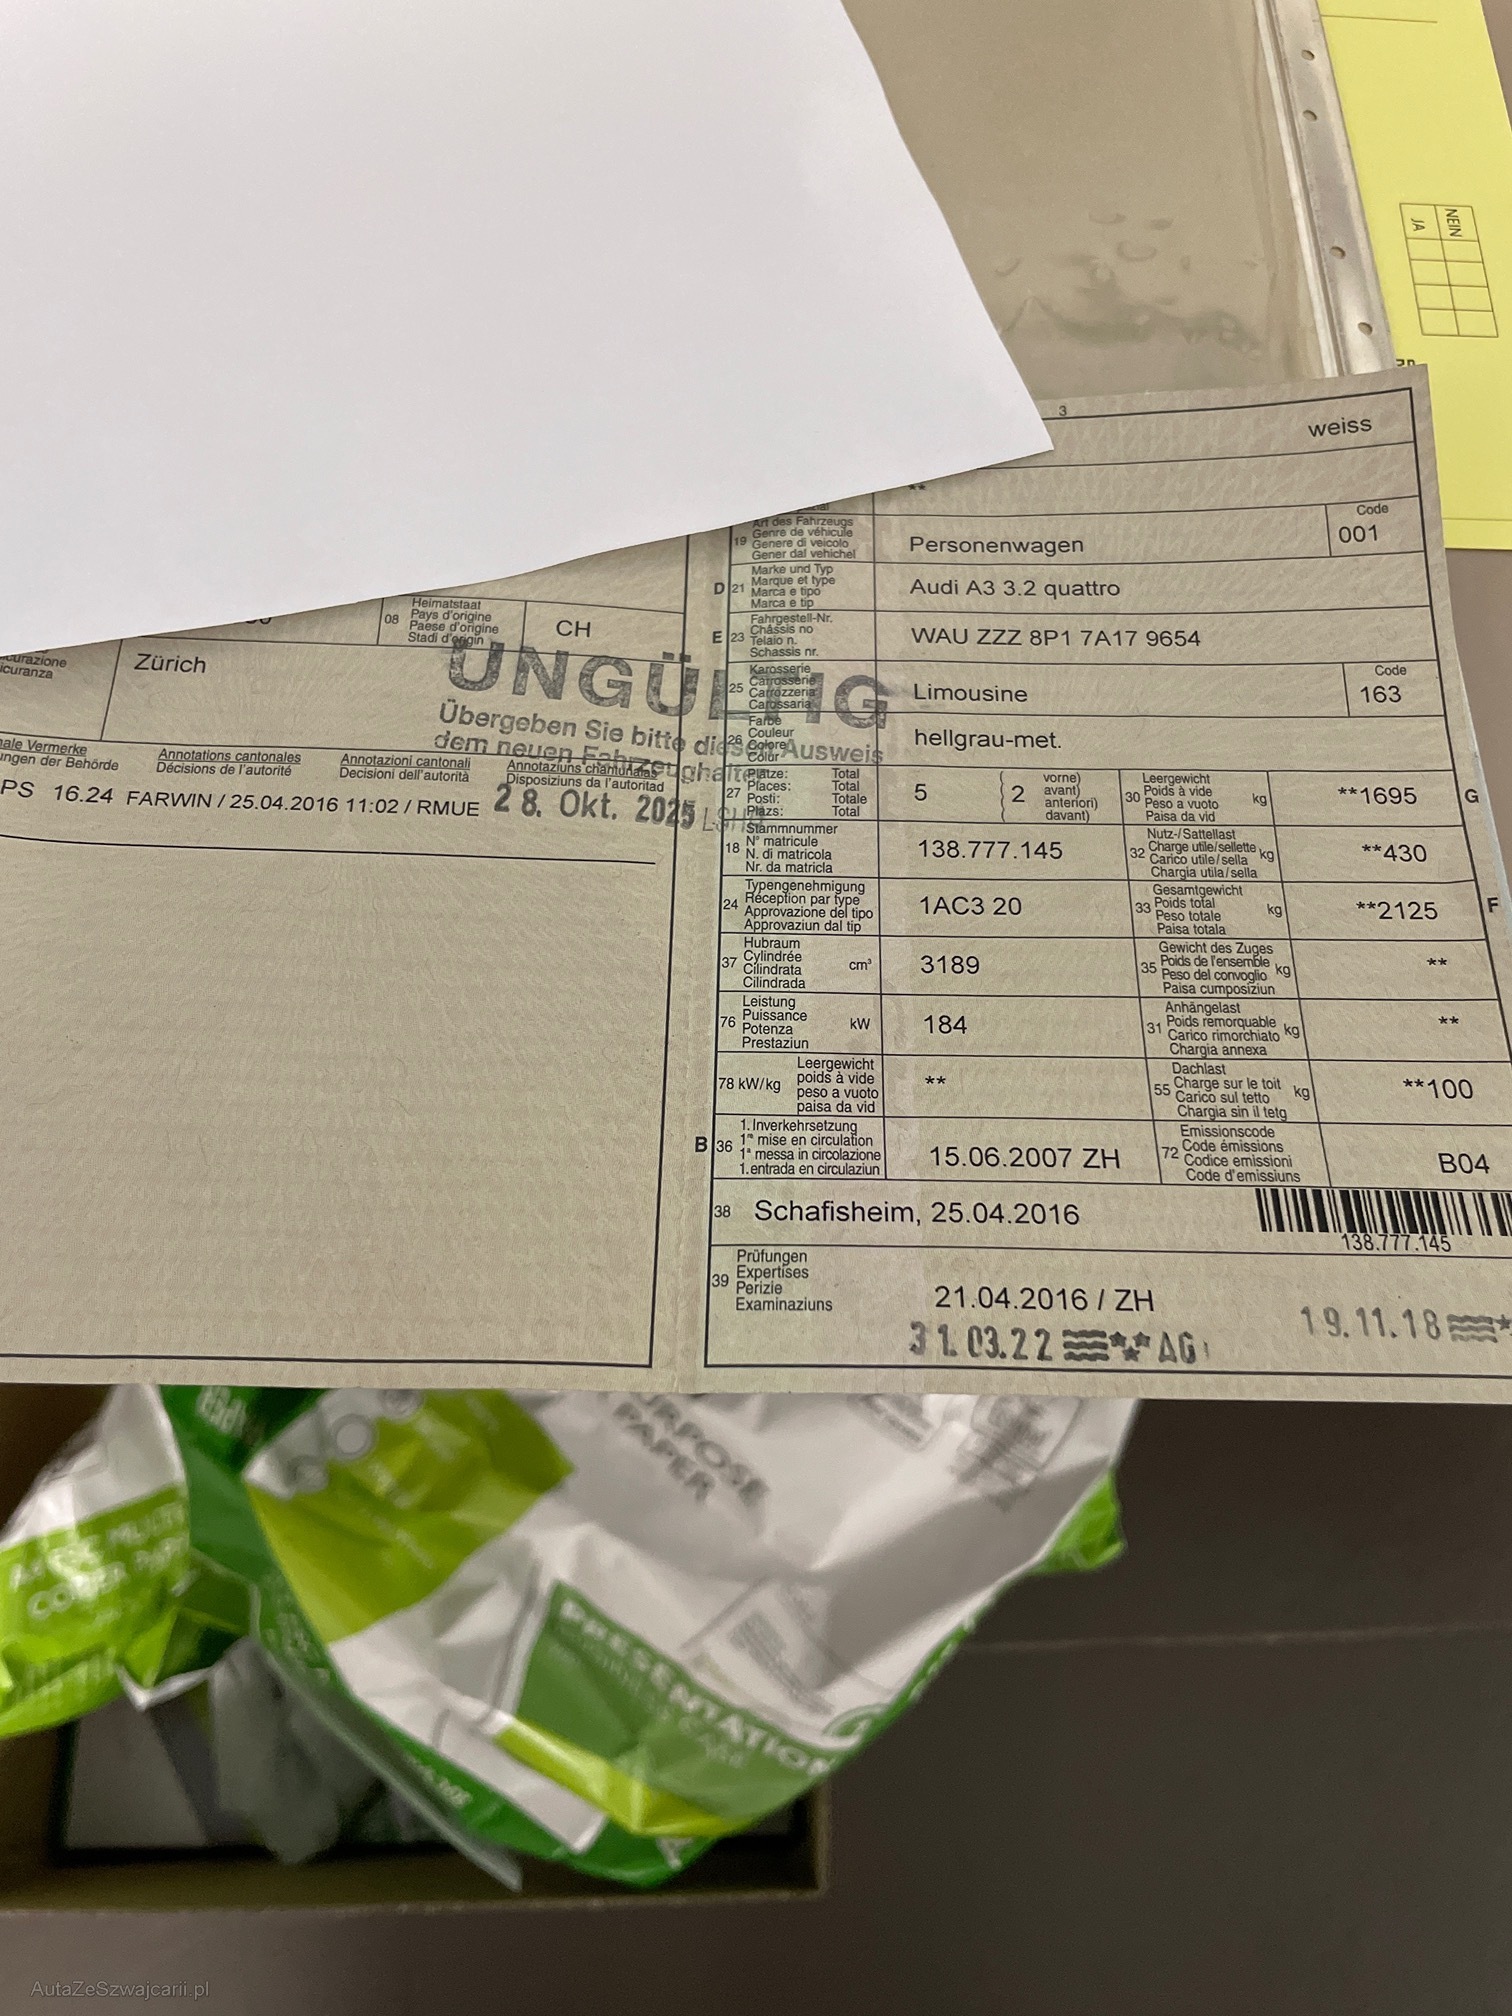 NEIN
JA
3
weiss
**
Art des Fahrzeugs
Genre de véhicule
19 Genere di veicolo
Gener dal vehichel
Personenwagen
Code
001
D 21 Marke und Typ
Marque et type
Marca e tipo
Marca e tip
Audi A3 3.2 quattro
E 23 Fahrgestell-Nr.
Châssis no
Telaio n.
Schassis nr.
WAU ZZZ 8P1 7A17 9654
25 Karosserie
Carrosserie
Carrozzeria
Carossaria
Limousine
Code
163
26 Farbe
Couleur
Colore
Colur
hellgrau-met.
27 Plätze: Total
Places: Total
Posti: Totale
Plazs: Total
5
2
vorne)
avant)
anteriori)
davant)
30 Leergewicht
Poids à vide
Peso a vuoto kg
Paisa da vid
**1695
G
18 Stammnummer
N° matricule
N. di matricola
Nr. da matricla
138.777.145
32 Nutz-/Sattellast
Charge utile/sellette kg
Carico utile/sella
Chargia utila/sella
**430
24 Typengenehmigung
Réception par type
Approvazione del tipo
Approvaziun dal tip
1AC3 20
33 Gesamtgewicht
Poids total
Peso totale kg
Paisa totala
**2125
F
37 Hubraum
Cylindrée
Cilindrata cm³
Cilindrada
3189
35 Gewicht des Zuges
Poids de l'ensemble
Peso del convoglio kg
Paisa cumposiziun
**
76 Leistung
Puissance
Potenza kW
Prestaziun
184
31 Anhängelast
Poids remorquable
Carico rimorchiato kg
Chargia annexa
**
78 kW/kg
Leergewicht
poids à vide
peso a vuoto
paisa da vid
**
55 Dachlast
Charge sur le toit
Carico sul tetto kg
Chargia sin il tetg
**100
B 36 1. Inverkehrsetzung
1re mise en circulation
1a messa in circolazione
1. entrada en circulaziun
15.06.2007 ZH
72 Emissionscode
Code émissions
Codice emissioni
Code d'emissiuns
B04
38 Schafisheim, 25.04.2016
138.777.145
39 Prüfungen
Expertises
Perizie
Examinaziuns
21.04.2016 / ZH
31.03.22 AG
19.11.18
08 Heimatstaat
Pays d'origine
Paese d'origine
Stadi d'origin
CH
Zürich
UNGÜLTIG
Übergeben Sie bitte diesen Ausweis
dem neuen Fahrzeughalter
Annotations cantonales
Décisions de l'autorité
Annotazioni cantonali
Decisioni dell'autorità
Annotaziuns chantunalas
Disposiziuns da l'autoritad
PS 16.24 FARWIN / 25.04.2016 11:02 / RMUE
28. Okt. 2025
PAPER
PRESENTATION
AutaZeSzwajcarii.pl